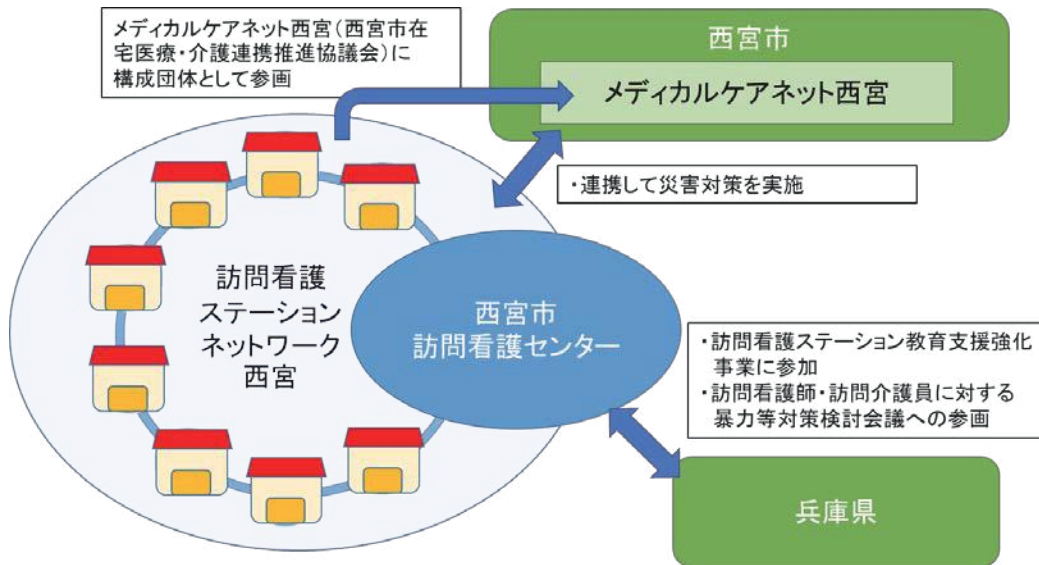 メディカルケアネット西宮(西宮市在
宅医療・介護連携推進協議会)に
構成団体として参画
西宮市
メディカルケアネット西宮
・連携して災害対策を実施
訪問看護
ステーション
ネットワーク
西宮
西宮市
訪問看護センター
・訪問看護ステーション教育支援強化
事業に参加
・訪問看護師・訪問介護員に対する
暴力等対策検討会議への参画
兵庫県